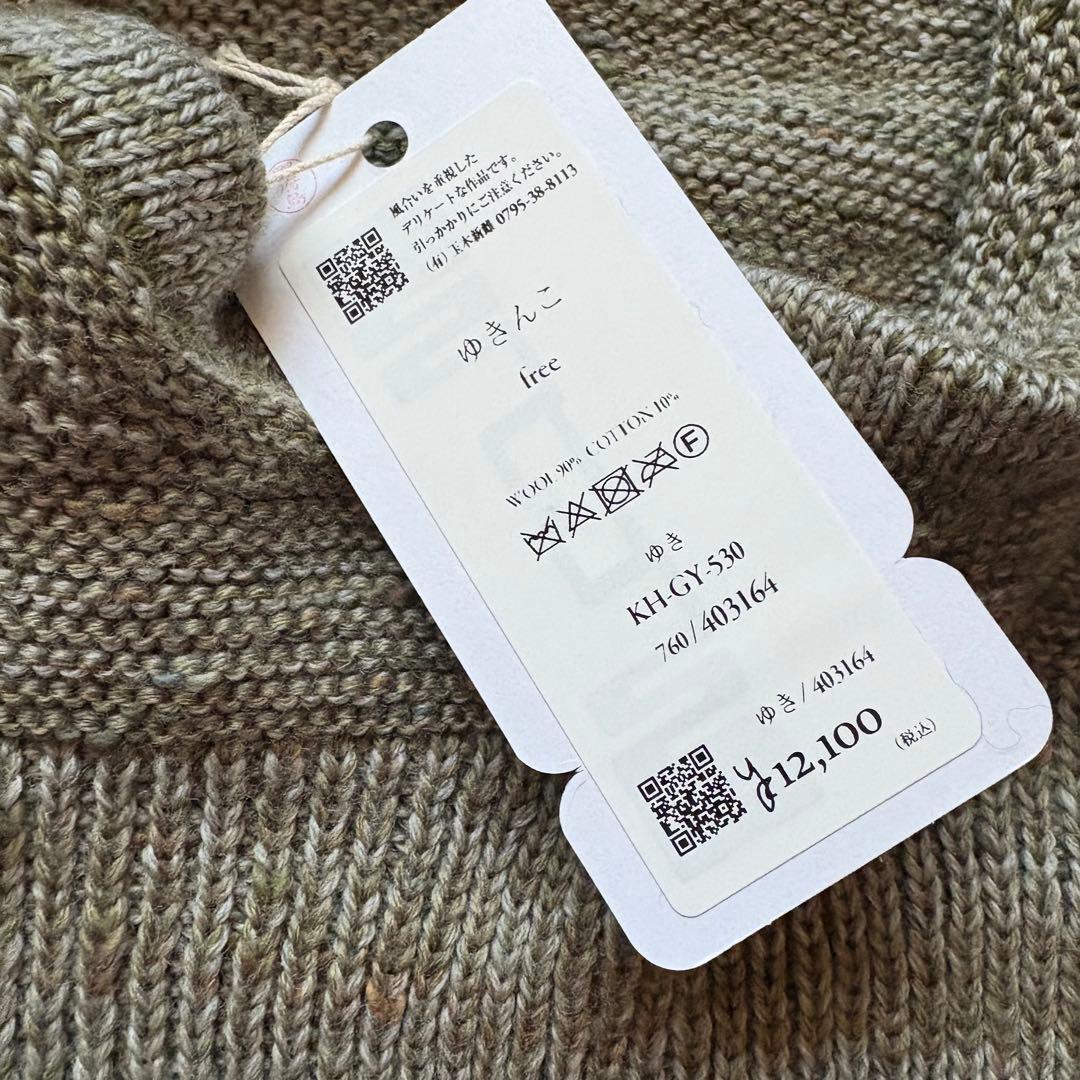 風合いを重視した
デリケートな作品です。
引っかかりにご注意ください。
(有)玉木新雌 0795-38-8113
ゆきんこ
free
WOOL 90% COTTON 10%
F
ゆき
KH-GY-530
760 / 403164
ゆき / 403164
¥12,100 (税込)